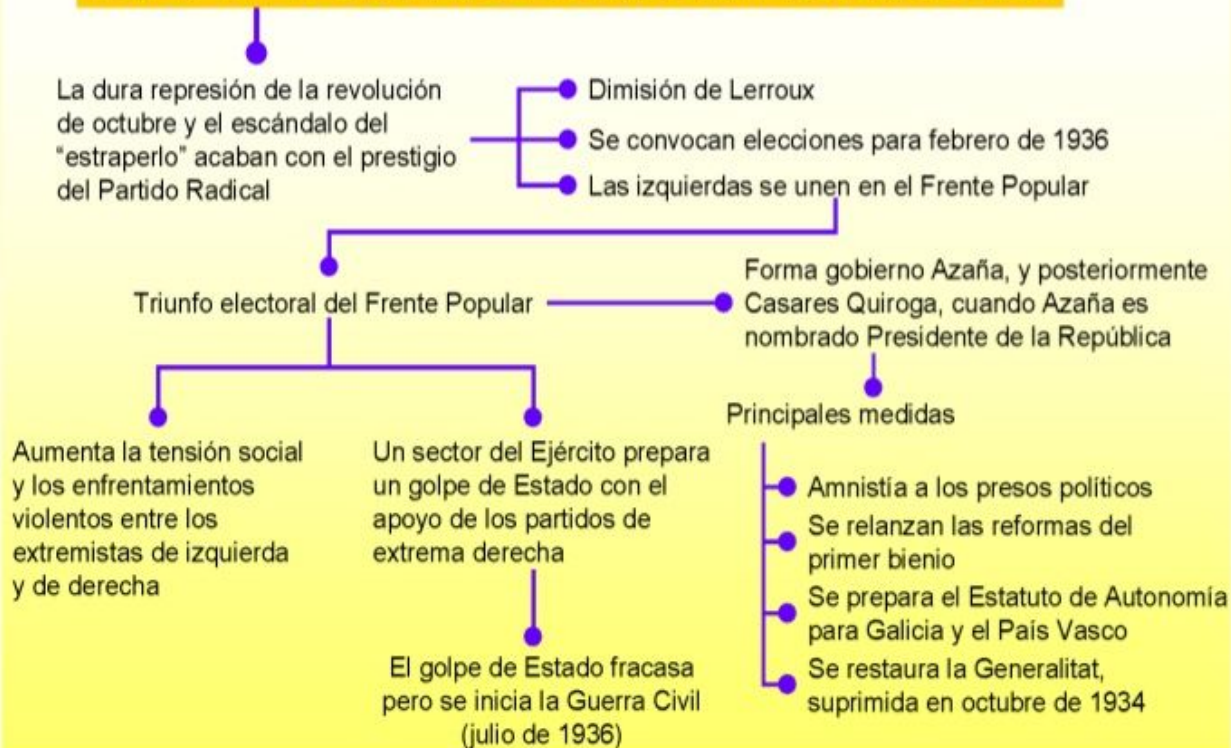 La dura represión de la revolución
de octubre y el escándalo del
“estraperlo” acaban con el prestigio
del Partido Radical
Dimisión de Lerroux
Se convocan elecciones para febrero de 1936
Las izquierdas se unen en el Frente Popular
Triunfo electoral del Frente Popular
Forma gobierno Azaña, y posteriormente
Casares Quiroga, cuando Azaña es
nombrado Presidente de la República
Aumenta la tensión social
y los enfrentamientos
violentos entre los
extremistas de izquierda
y de derecha
Un sector del Ejército prepara
un golpe de Estado con el
apoyo de los partidos de
extrema derecha
El golpe de Estado fracasa
pero se inicia la Guerra Civil
(julio de 1936)
Principales medidas
Amnistía a los presos políticos
Se relanzan las reformas del
primer bienio
Se prepara el Estatuto de Autonomía
para Galicia y el País Vasco
Se restaura la Generalitat,
suprimida en octubre de 1934